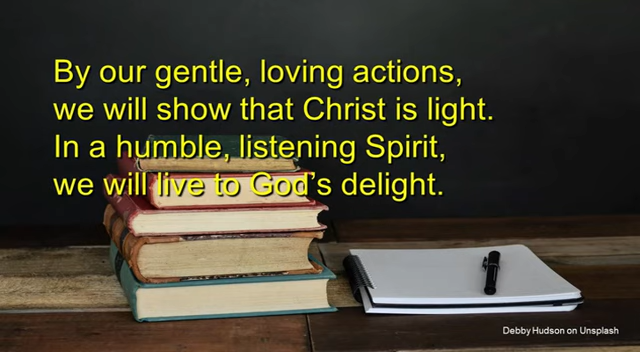 By our gentle, loving actions,
we will show that Christ is light.
In a humble, listening Spirit,
we will live to God’s delight.
Debby Hudson on Unsplash